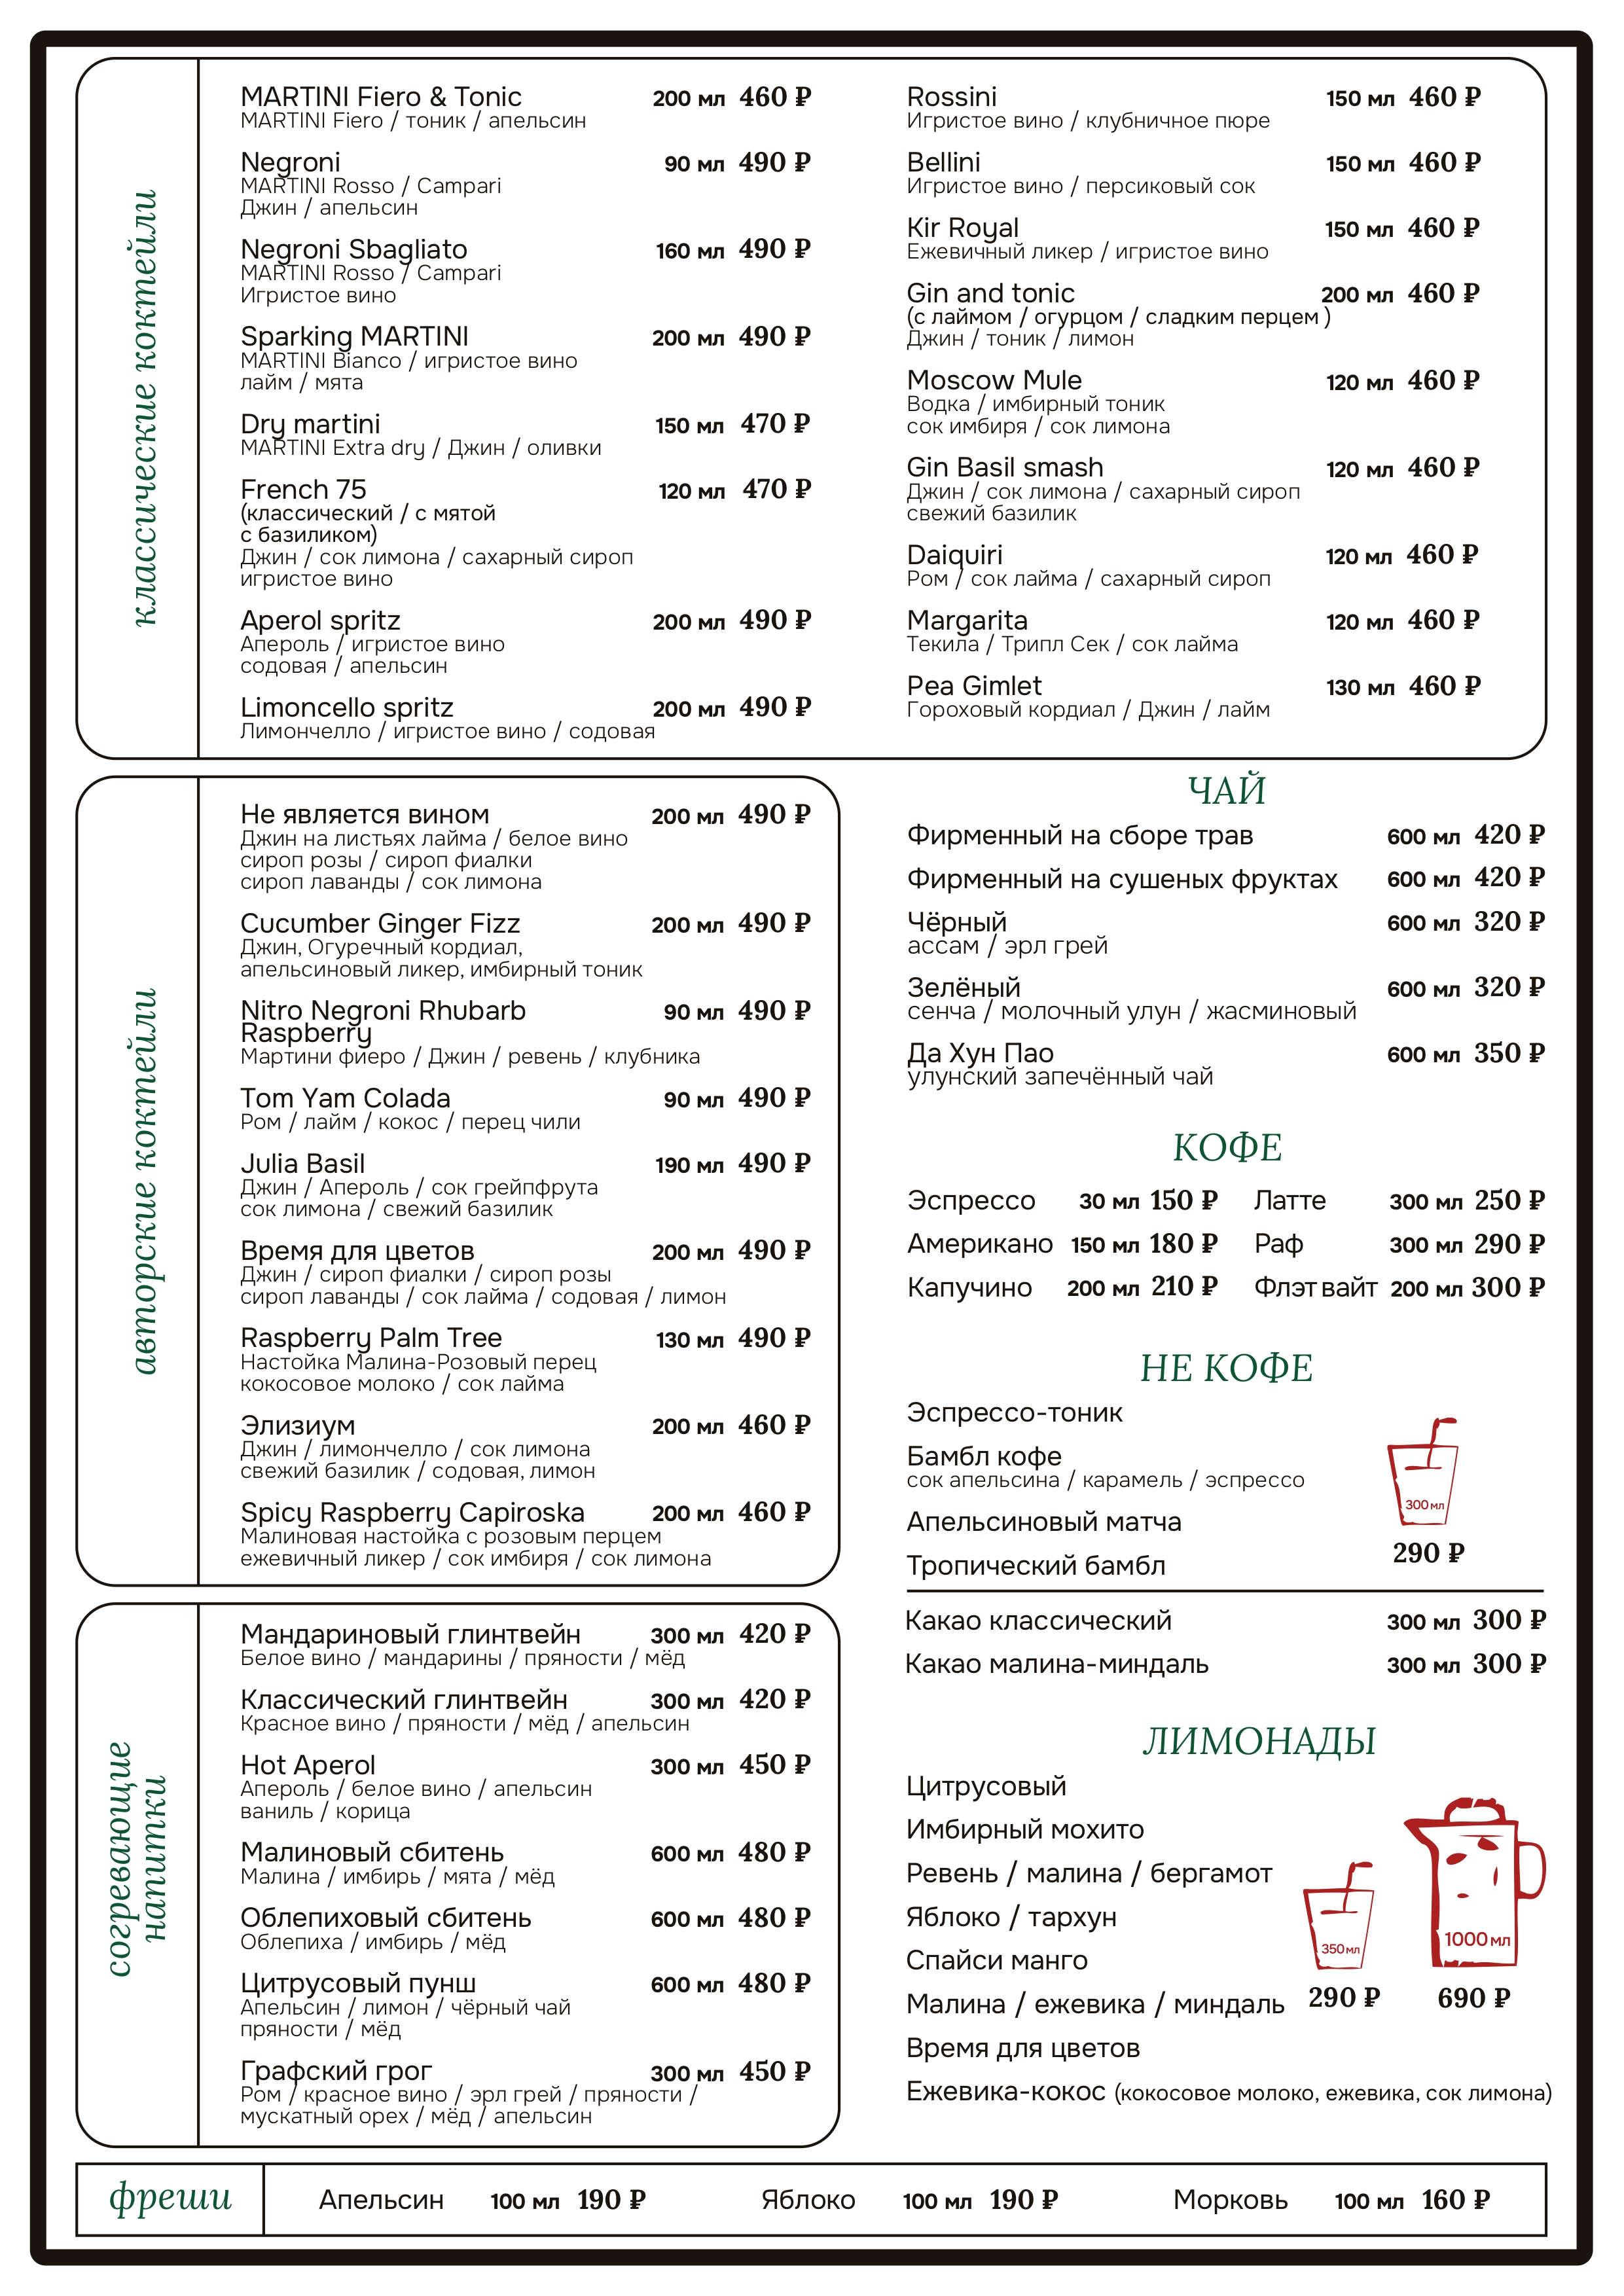 классические коктейли
MARTINI Fiero & Tonic 200 мл 460 ₽
MARTINI Fiero / тоник / апельсин
Negroni 90 мл 490 ₽
MARTINI Rosso / Campari
Джин / апельсин
Negroni Sbagliato 160 мл 490 ₽
MARTINI Rosso / Campari
Игристое вино
Sparking MARTINI 200 мл 490 ₽
MARTINI Bianco / игристое вино
лайм / мята
Dry martini 150 мл 470 ₽
MARTINI Extra dry / Джин / оливки
French 75 120 мл 470 ₽
(классический / с мятой
с базиликом)
Джин / сок лимона / сахарный сироп
игристое вино
Aperol spritz 200 мл 490 ₽
Апероль / игристое вино
содовая / апельсин
Limoncello spritz 200 мл 490 ₽
Лимончелло / игристое вино / содовая
Rossini 150 мл 460 ₽
Игристое вино / клубничное пюре
Bellini 150 мл 460 ₽
Игристое вино / персиковый сок
Kir Royal 150 мл 460 ₽
Ежевичный ликер / игристое вино
Gin and tonic 200 мл 460 ₽
(с лаймом / огурцом / сладким перцем )
Джин / тоник / лимон
Moscow Mule 120 мл 460 ₽
Водка / имбирный тоник
сок имбиря / сок лимона
Gin Basil smash 120 мл 460 ₽
Джин / сок лимона / сахарный сироп
свежий базилик
Daiquiri 120 мл 460 ₽
Ром / сок лайма / сахарный сироп
Margarita 120 мл 460 ₽
Текила / Трипл Сек / сок лайма
Pea Gimlet 130 мл 460 ₽
Гороховый кордиал / Джин / лайм
авторские коктейли
Не является вином 200 мл 490 ₽
Джин на листьях лайма / белое вино
сироп розы / сироп фиалки
сироп лаванды / сок лимона
Cucumber Ginger Fizz 200 мл 490 ₽
Джин, Огуречный кордиал,
апельсиновый ликер, имбирный тоник
Nitro Negroni Rhubarb 90 мл 490 ₽
Raspberry
Мартини фиеро / Джин / ревень / клубника
Tom Yam Colada 90 мл 490 ₽
Ром / лайм / кокос / перец чили
Julia Basil 190 мл 490 ₽
Джин / Апероль / сок грейпфрута
сок лимона / свежий базилик
Время для цветов 200 мл 490 ₽
Джин / сироп фиалки / сироп розы
сироп лаванды / сок лайма / содовая / лимон
Raspberry Palm Tree 130 мл 490 ₽
Настойка Малина-Розовый перец
кокосовое молоко / сок лайма
Элизиум 200 мл 460 ₽
Джин / лимончелло / сок лимона
свежий базилик / содовая, лимон
Spicy Raspberry Capiroska 200 мл 460 ₽
Малиновая настойка с розовым перцем
ежевичный ликер / сок имбиря / сок лимона
согревающие
напитки
Мандариновый глинтвейн 300 мл 420 ₽
Белое вино / мандарины / пряности / мёд
Классический глинтвейн 300 мл 420 ₽
Красное вино / пряности / мёд / апельсин
Hot Aperol 300 мл 450 ₽
Апероль / белое вино / апельсин
ваниль / корица
Малиновый сбитень 600 мл 480 ₽
Малина / имбирь / мята / мёд
Облепиховый сбитень 600 мл 480 ₽
Облепиха / имбирь / мёд
Цитрусовый пунш 600 мл 480 ₽
Апельсин / лимон / чёрный чай
пряности / мёд
Графский грог 300 мл 450 ₽
Ром / красное вино / эрл грей / пряности /
мускатный орех / мёд / апельсин
ЧАЙ
Фирменный на сборе трав 600 мл 420 ₽
Фирменный на сушеных фруктах 600 мл 420 ₽
Чёрный 600 мл 320 ₽
ассам / эрл грей
Зелёный 600 мл 320 ₽
сенча / молочный улун / жасминовый
Да Хун Пао 600 мл 350 ₽
улунский запечённый чай
КОФЕ
Эспрессо 30 мл 150 ₽ Латте 300 мл 250 ₽
Американо 150 мл 180 ₽ Раф 300 мл 290 ₽
Капучино 200 мл 210 ₽ Флэт вайт 200 мл 300 ₽
НЕ КОФЕ
Эспрессо-тоник
Бамбл кофе
сок апельсина / карамель / эспрессо
Апельсиновый матча
Тропический бамбл
300 мл
290 ₽
Какао классический 300 мл 300 ₽
Какао малина-миндаль 300 мл 300 ₽
ЛИМОНАДЫ
Цитрусовый
Имбирный мохито
Ревень / малина / бергамот
Яблоко / тархун
Спайси манго
Малина / ежевика / миндаль
Время для цветов
Ежевика-кокос (кокосовое молоко, ежевика, сок лимона)
350 мл 1000 мл
290 ₽ 690 ₽
фреши Апельсин 100 мл 190 ₽ Яблоко 100 мл 190 ₽ Морковь 100 мл 160 ₽